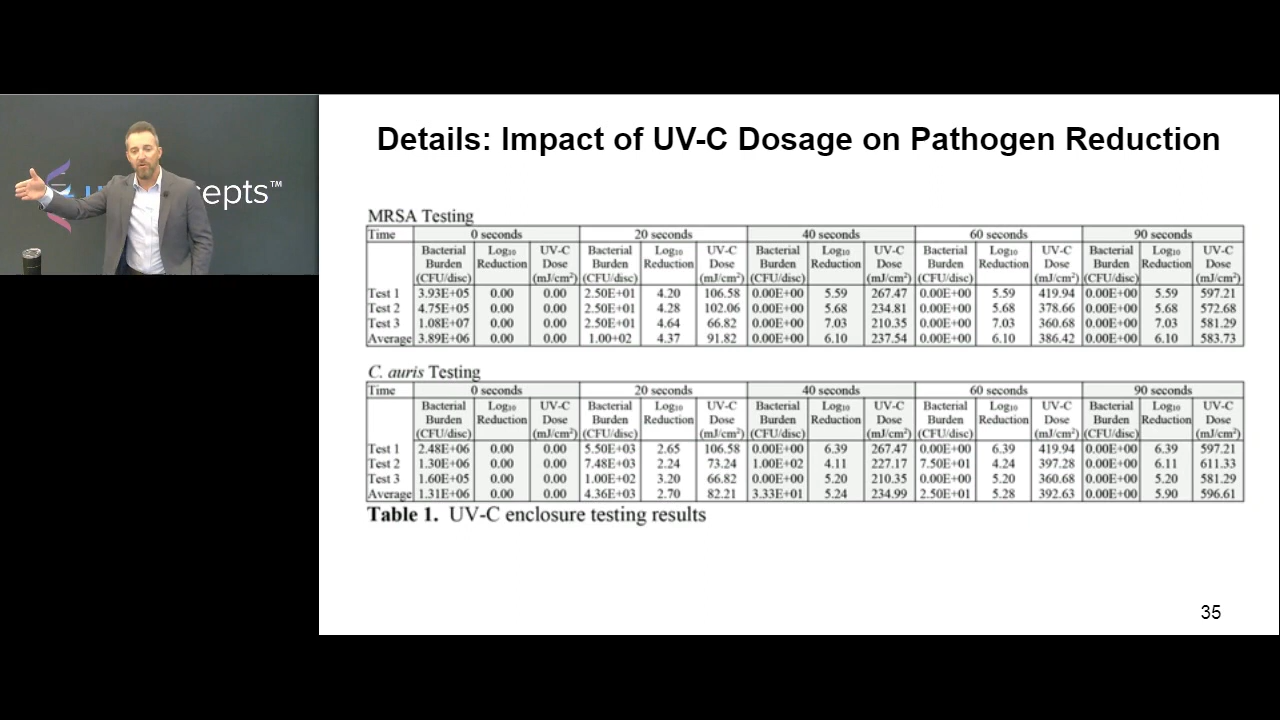 epts™
Details: Impact of UV-C Dosage on Pathogen Reduction
MRSA Testing
Time 0 seconds 20 seconds 40 seconds 60 seconds 90 seconds
Bacterial Log₁₀ UV-C Bacterial Log₁₀ UV-C Bacterial Log₁₀ UV-C Bacterial Log₁₀ UV-C Bacterial Log₁₀ UV-C
Burden Reduction Dose Burden Reduction Dose Burden Reduction Dose Burden Reduction Dose Burden Reduction Dose
(CFU/disc) (mJ/cm²) (CFU/disc) (mJ/cm²) (CFU/disc) (mJ/cm²) (CFU/disc) (mJ/cm²) (CFU/disc) (mJ/cm²)
Test 1 3.93E+05 0.00 0.00 2.50E+01 4.20 106.58 0.00E+00 5.59 267.47 0.00E+00 5.59 419.94 0.00E+00 5.59 597.21
Test 2 4.75E+05 0.00 0.00 2.50E+01 4.28 102.06 0.00E+00 5.68 234.81 0.00E+00 5.68 378.66 0.00E+00 5.68 572.68
Test 3 1.08E+07 0.00 0.00 2.50E+01 4.64 66.82 0.00E+00 7.03 210.35 0.00E+00 7.03 360.68 0.00E+00 7.03 581.29
Average 3.89E+06 0.00 0.00 1.00+02 4.37 91.82 0.00E+00 6.10 237.54 0.00E+00 6.10 386.42 0.00E+00 6.10 583.73
C. auris Testing
Time 0 seconds 20 seconds 40 seconds 60 seconds 90 seconds
Bacterial Log₁₀ UV-C Bacterial Log₁₀ UV-C Bacterial Log₁₀ UV-C Bacterial Log₁₀ UV-C Bacterial Log₁₀ UV-C
Burden Reduction Dose Burden Reduction Dose Burden Reduction Dose Burden Reduction Dose Burden Reduction Dose
(CFU/disc) (mJ/cm²) (CFU/disc) (mJ/cm²) (CFU/disc) (mJ/cm²) (CFU/disc) (mJ/cm²) (CFU/disc) (mJ/cm²)
Test 1 2.48E+06 0.00 0.00 5.50E+03 2.65 106.58 0.00E+00 6.39 267.47 0.00E+00 6.39 419.94 0.00E+00 6.39 597.21
Test 2 1.30E+06 0.00 0.00 7.48E+03 2.24 73.24 1.00E+02 4.11 227.17 7.50E+01 4.24 397.28 0.00E+00 6.11 611.33
Test 3 1.60E+05 0.00 0.00 1.00E+02 3.20 66.82 0.00E+00 5.20 210.35 0.00E+00 5.20 360.68 0.00E+00 5.20 581.29
Average 1.31E+06 0.00 0.00 4.36E+03 2.70 82.21 3.33E+01 5.24 234.99 2.50E+01 5.28 392.63 0.00E+00 5.90 596.61
Table 1. UV-C enclosure testing results
35